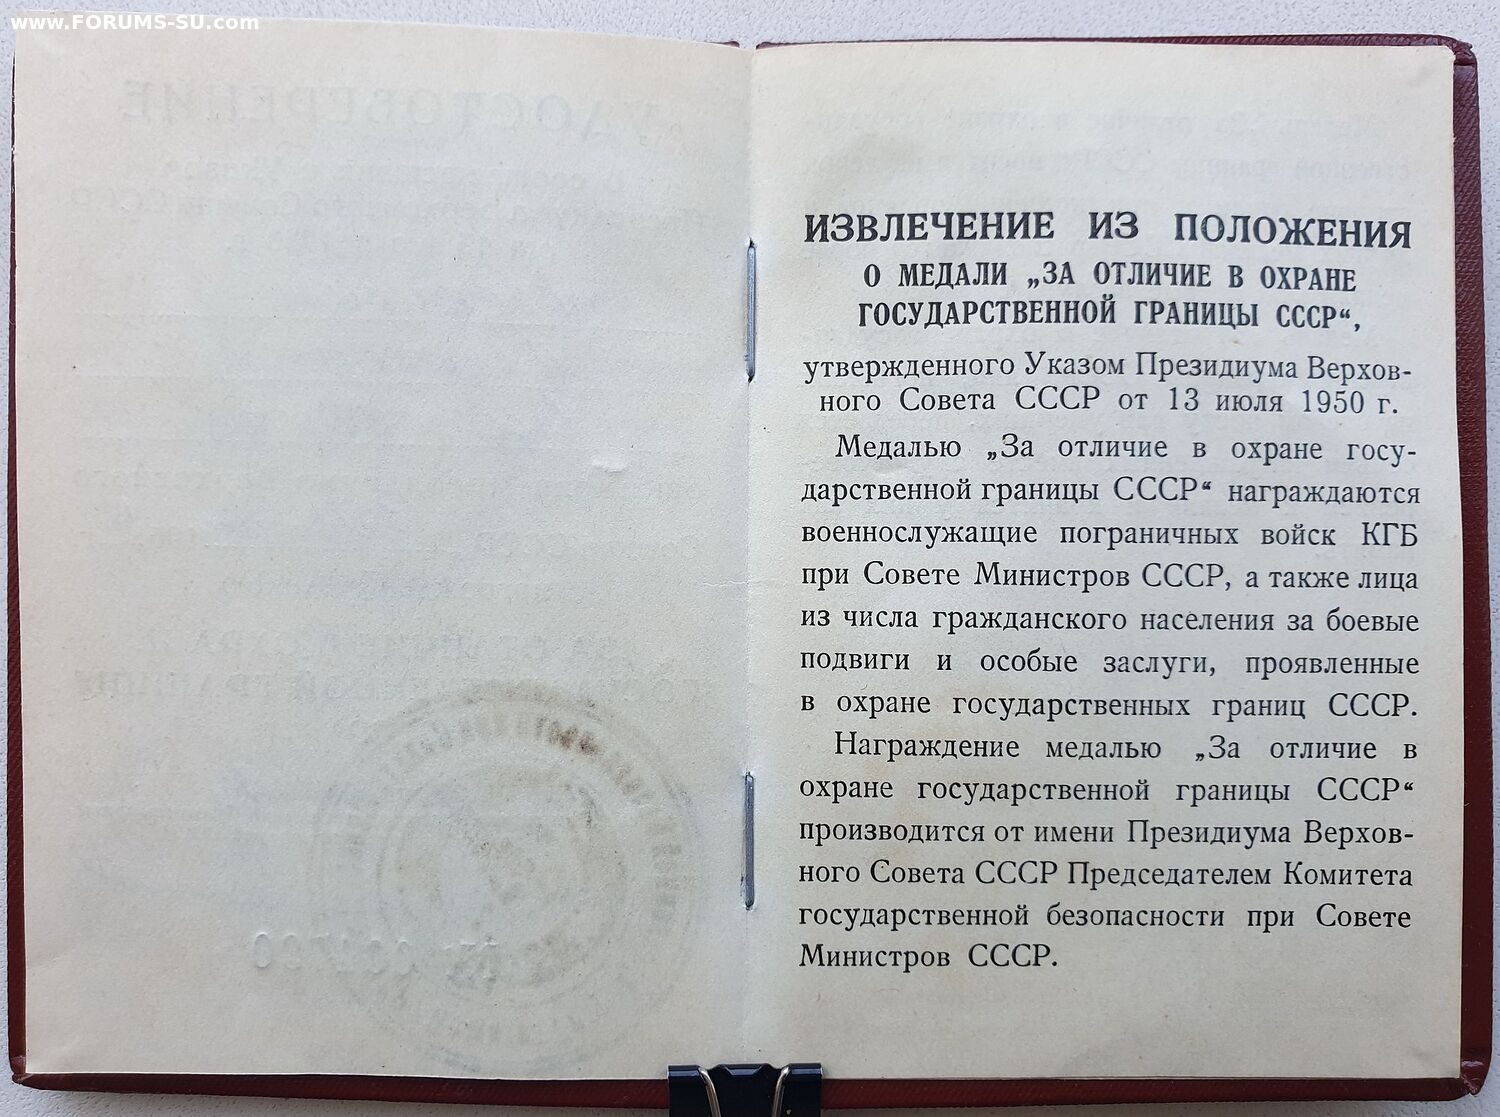 www.FORUMS-SU.com
УДОСТОВЕРЕНИЕ
ИЗВЛЕЧЕНИЕ ИЗ ПОЛОЖЕНИЯ
О МЕДАЛИ „ЗА ОТЛИЧИЕ В ОХРАНЕ
ГОСУДАРСТВЕННОЙ ГРАНИЦЫ СССР“,
утвержденного Указом Президиума Верхов-
ного Совета СССР от 13 июля 1950 г.
Медалью „За отличие в охране госу-
дарственной границы СССР“ награждаются
военнослужащие пограничных войск КГБ
при Совете Министров СССР, а также лица
из числа гражданского населения за боевые
подвиги и особые заслуги, проявленные
в охране государственных границ СССР.
Награждение медалью „За отличие в
охране государственной границы СССР“
производится от имени Президиума Верхов-
ного Совета СССР Председателем Комитета
государственной безопасности при Совете
Министров СССР.